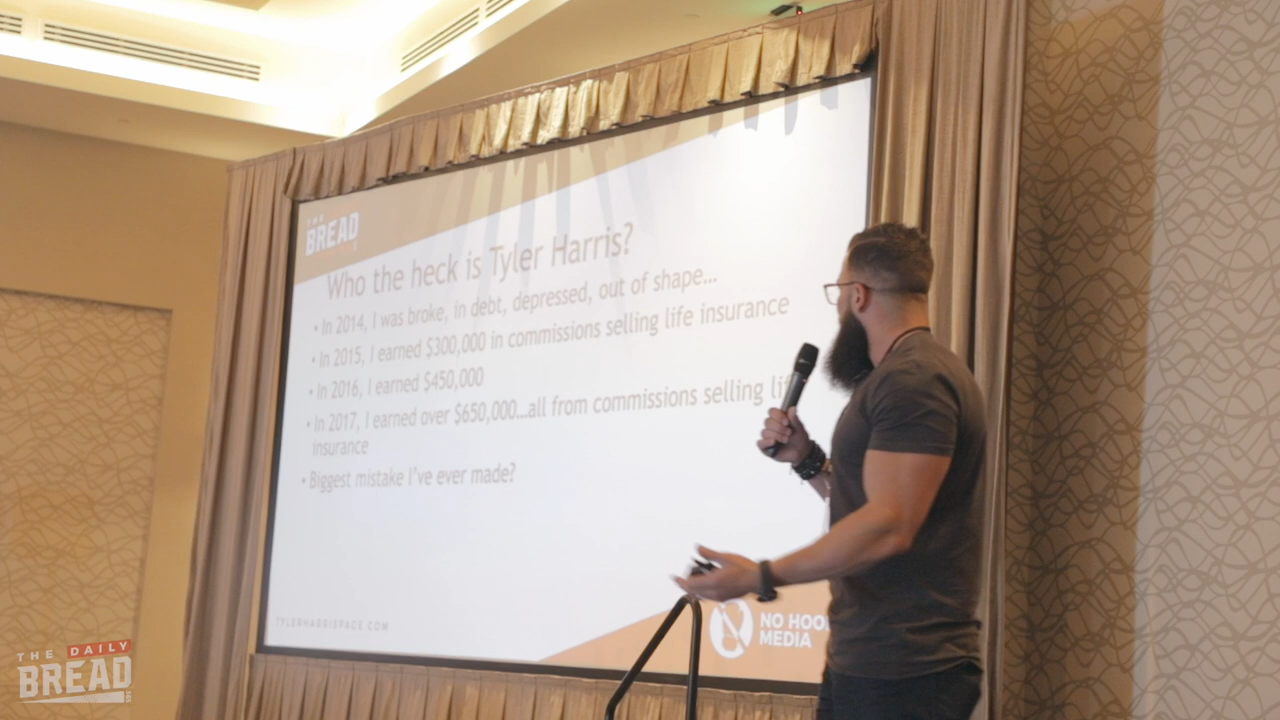 BREAD
Who the heck is Tyler Harris?
• In 2014, I was broke, in debt, depressed, out of shape...
• In 2015, I earned $300,000 in commissions selling life insurance
• In 2016, I earned $450,000
• In 2017, I earned over $650,000...all from commissions selling
insurance
• Biggest mistake I've ever made?
TYLERHARRISPAGE.COM
NO
MEDIA
THE DAILY
BREAD